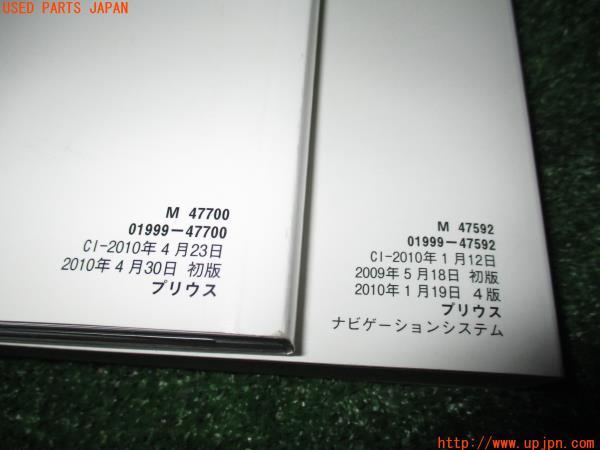 USED PARTS JAPAN
M 47700
01999−47700
CI−2010年4月23日
2010年4月30日 初版
プリウス
M 47592
01999−47592
CI−2010年1月12日
2009年5月18日 初版
2010年1月19日 4版
プリウス
ナビゲーションシステム
http://www.upjpn.com/